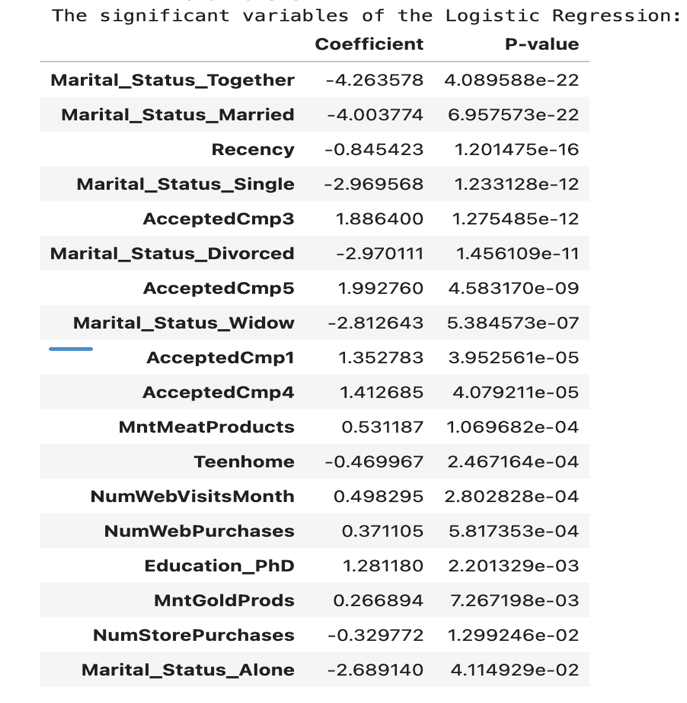 The significant variables of the Logistic Regression:
Coefficient P-value
Marital_Status_Together -4.263578 4.089588e-22
Marital_Status_Married -4.003774 6.957573e-22
Recency -0.845423 1.201475e-16
Marital_Status_Single -2.969568 1.233128e-12
AcceptedCmp3 1.886400 1.275485e-12
Marital_Status_Divorced -2.970111 1.456109e-11
AcceptedCmp5 1.992760 4.583170e-09
Marital_Status_Widow -2.812643 5.384573e-07
AcceptedCmp1 1.352783 3.952561e-05
AcceptedCmp4 1.412685 4.079211e-05
MntMeatProducts 0.531187 1.069682e-04
Teenhome -0.469967 2.467164e-04
NumWebVisitsMonth 0.498295 2.802828e-04
NumWebPurchases 0.371105 5.817353e-04
Education_PhD 1.281180 2.201329e-03
MntGoldProds 0.266894 7.267198e-03
NumStorePurchases -0.329772 1.299246e-02
Marital_Status_Alone -2.689140 4.114929e-02